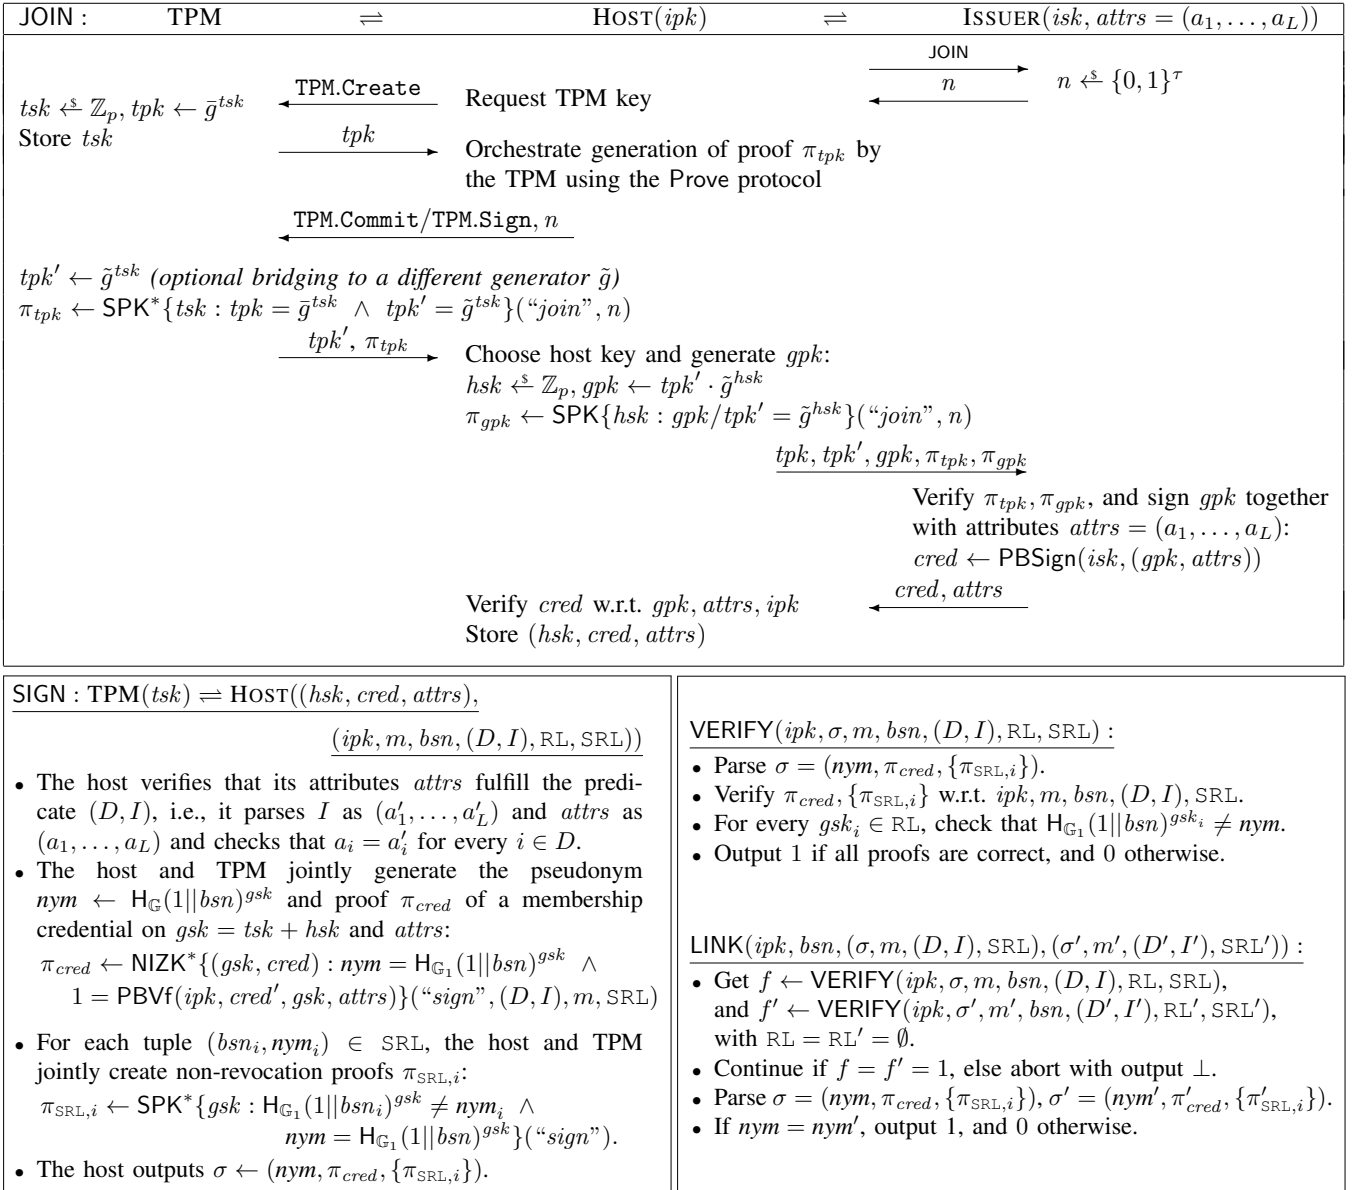 JOIN : TPM ⇌ HOST(ipk) ⇌ ISSUER(isk, attrs = (a₁, . . . , a_L))
JOIN
n
n ←$ {0, 1}^τ
TPM.Create
Request TPM key
tsk ←$ ℤ_p, tpk ← ḡ^tsk
Store tsk
tpk
Orchestrate generation of proof π_tpk by
the TPM using the Prove protocol
TPM.Commit/TPM.Sign, n
tpk′ ← g̃^tsk (optional bridging to a different generator g̃)
π_tpk ← SPK*{tsk : tpk = ḡ^tsk ∧ tpk′ = g̃^tsk}(“join”, n)
tpk′, π_tpk
Choose host key and generate gpk:
hsk ←$ ℤ_p, gpk ← tpk′ · g̃^hsk
π_gpk ← SPK{hsk : gpk/tpk′ = g̃^hsk}(“join”, n)
tpk, tpk′, gpk, π_tpk, π_gpk
Verify π_tpk, π_gpk, and sign gpk together
with attributes attrs = (a₁, . . . , a_L):
cred ← PBSign(isk, (gpk, attrs))
cred, attrs
Verify cred w.r.t. gpk, attrs, ipk
Store (hsk, cred, attrs)
SIGN : TPM(tsk) ⇌ HOST((hsk, cred, attrs),
(ipk, m, bsn, (D, I), RL, SRL))
• The host verifies that its attributes attrs fulfill the predi-
cate (D, I), i.e., it parses I as (a′₁, . . . , a′_L) and attrs as
(a₁, . . . , a_L) and checks that a_i = a′_i for every i ∈ D.
• The host and TPM jointly generate the pseudonym
nym ← H_𝔾(1||bsn)^gsk and proof π_cred of a membership
credential on gsk = tsk + hsk and attrs:
π_cred ← NIZK*{(gsk, cred) : nym = H_𝔾₁(1||bsn)^gsk ∧
1 = PBVf(ipk, cred′, gsk, attrs)}(“sign”, (D, I), m, SRL)
• For each tuple (bsn_i, nym_i) ∈ SRL, the host and TPM
jointly create non-revocation proofs π_SRL,i:
π_SRL,i ← SPK*{gsk : H_𝔾₁(1||bsn_i)^gsk ≠ nym_i ∧
nym = H_𝔾₁(1||bsn)^gsk}(“sign”).
• The host outputs σ ← (nym, π_cred, {π_SRL,i}).
VERIFY(ipk, σ, m, bsn, (D, I), RL, SRL) :
• Parse σ = (nym, π_cred, {π_SRL,i}).
• Verify π_cred, {π_SRL,i} w.r.t. ipk, m, bsn, (D, I), SRL.
• For every gsk_i ∈ RL, check that H_𝔾₁(1||bsn)^gsk_i ≠ nym.
• Output 1 if all proofs are correct, and 0 otherwise.
LINK(ipk, bsn, (σ, m, (D, I), SRL), (σ′, m′, (D′, I′), SRL′)) :
• Get f ← VERIFY(ipk, σ, m, bsn, (D, I), RL, SRL),
and f′ ← VERIFY(ipk, σ′, m′, bsn, (D′, I′), RL′, SRL′),
with RL = RL′ = ∅.
• Continue if f = f′ = 1, else abort with output ⊥.
• Parse σ = (nym, π_cred, {π_SRL,i}), σ′ = (nym′, π′_cred, {π′_SRL,i}).
• If nym = nym′, output 1, and 0 otherwise.